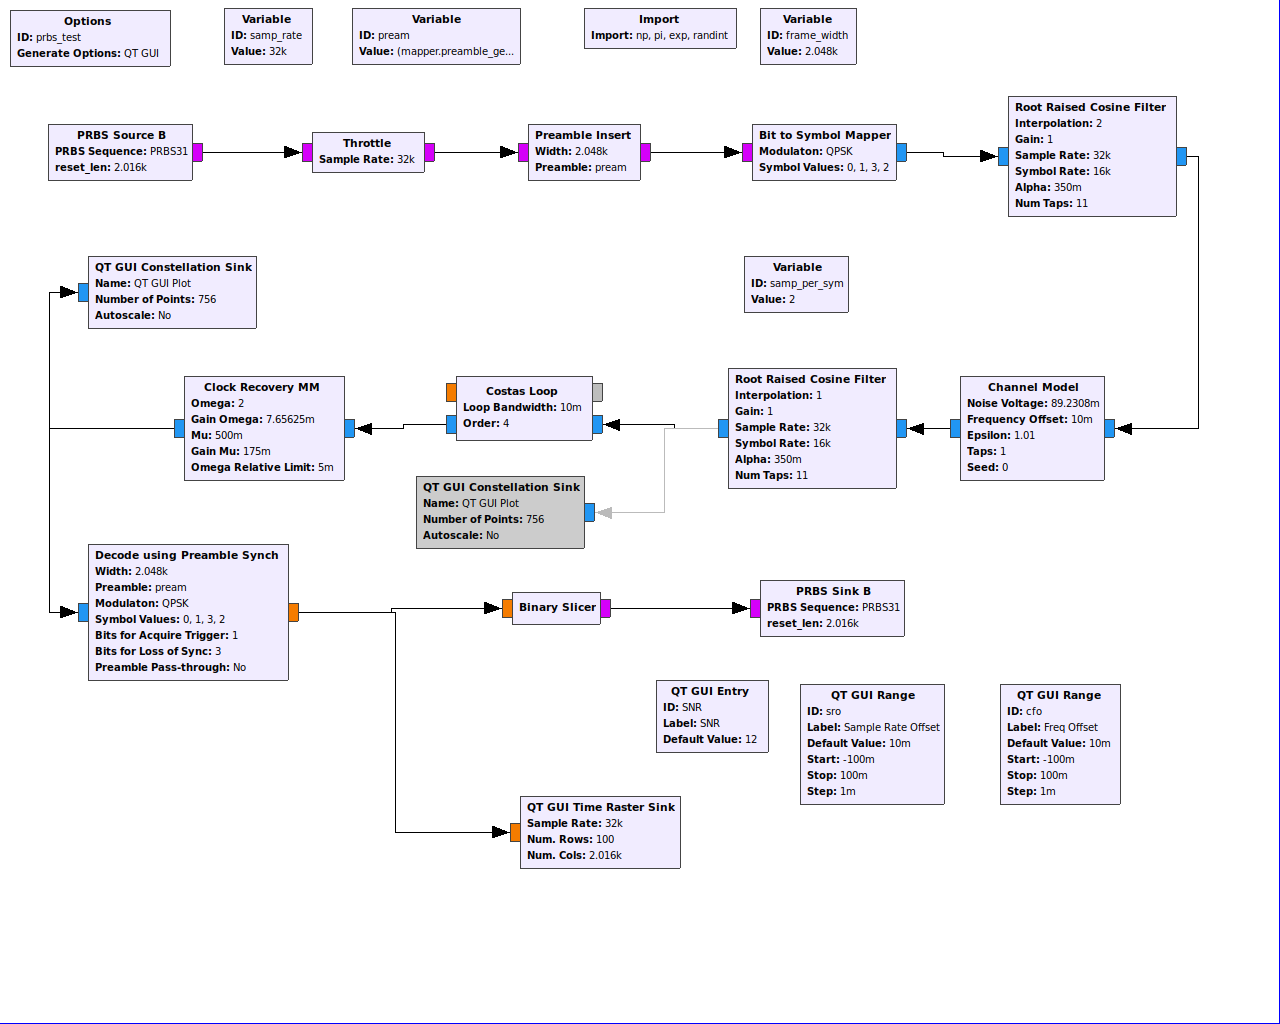 Options
ID: prbs_test
Generate Options: QT GUI
Variable
ID: samp_rate
Value: 32k
Variable
ID: pream
Value: (mapper.preamble_ge...
Import
Import: np, pi, exp, randint
Variable
ID: frame_width
Value: 2.048k
PRBS Source B
PRBS Sequence: PRBS31
reset_len: 2.016k
Throttle
Sample Rate: 32k
Preamble Insert
Width: 2.048k
Preamble: pream
Bit to Symbol Mapper
Modulaton: QPSK
Symbol Values: 0, 1, 3, 2
Root Raised Cosine Filter
Interpolation: 2
Gain: 1
Sample Rate: 32k
Symbol Rate: 16k
Alpha: 350m
Num Taps: 11
QT GUI Constellation Sink
Name: QT GUI Plot
Number of Points: 756
Autoscale: No
Variable
ID: samp_per_sym
Value: 2
Clock Recovery MM
Omega: 2
Gain Omega: 7.65625m
Mu: 500m
Gain Mu: 175m
Omega Relative Limit: 5m
Costas Loop
Loop Bandwidth: 10m
Order: 4
Root Raised Cosine Filter
Interpolation: 1
Gain: 1
Sample Rate: 32k
Symbol Rate: 16k
Alpha: 350m
Num Taps: 11
Channel Model
Noise Voltage: 89.2308m
Frequency Offset: 10m
Epsilon: 1.01
Taps: 1
Seed: 0
QT GUI Constellation Sink
Name: QT GUI Plot
Number of Points: 756
Autoscale: No
Decode using Preamble Synch
Width: 2.048k
Preamble: pream
Modulaton: QPSK
Symbol Values: 0, 1, 3, 2
Bits for Acquire Trigger: 1
Bits for Loss of Sync: 3
Preamble Pass-through: No
Binary Slicer
PRBS Sink B
PRBS Sequence: PRBS31
reset_len: 2.016k
QT GUI Entry
ID: SNR
Label: SNR
Default Value: 12
QT GUI Range
ID: sro
Label: Sample Rate Offset
Default Value: 10m
Start: -100m
Stop: 100m
Step: 1m
QT GUI Range
ID: cfo
Label: Freq Offset
Default Value: 10m
Start: -100m
Stop: 100m
Step: 1m
QT GUI Time Raster Sink
Sample Rate: 32k
Num. Rows: 100
Num. Cols: 2.016k